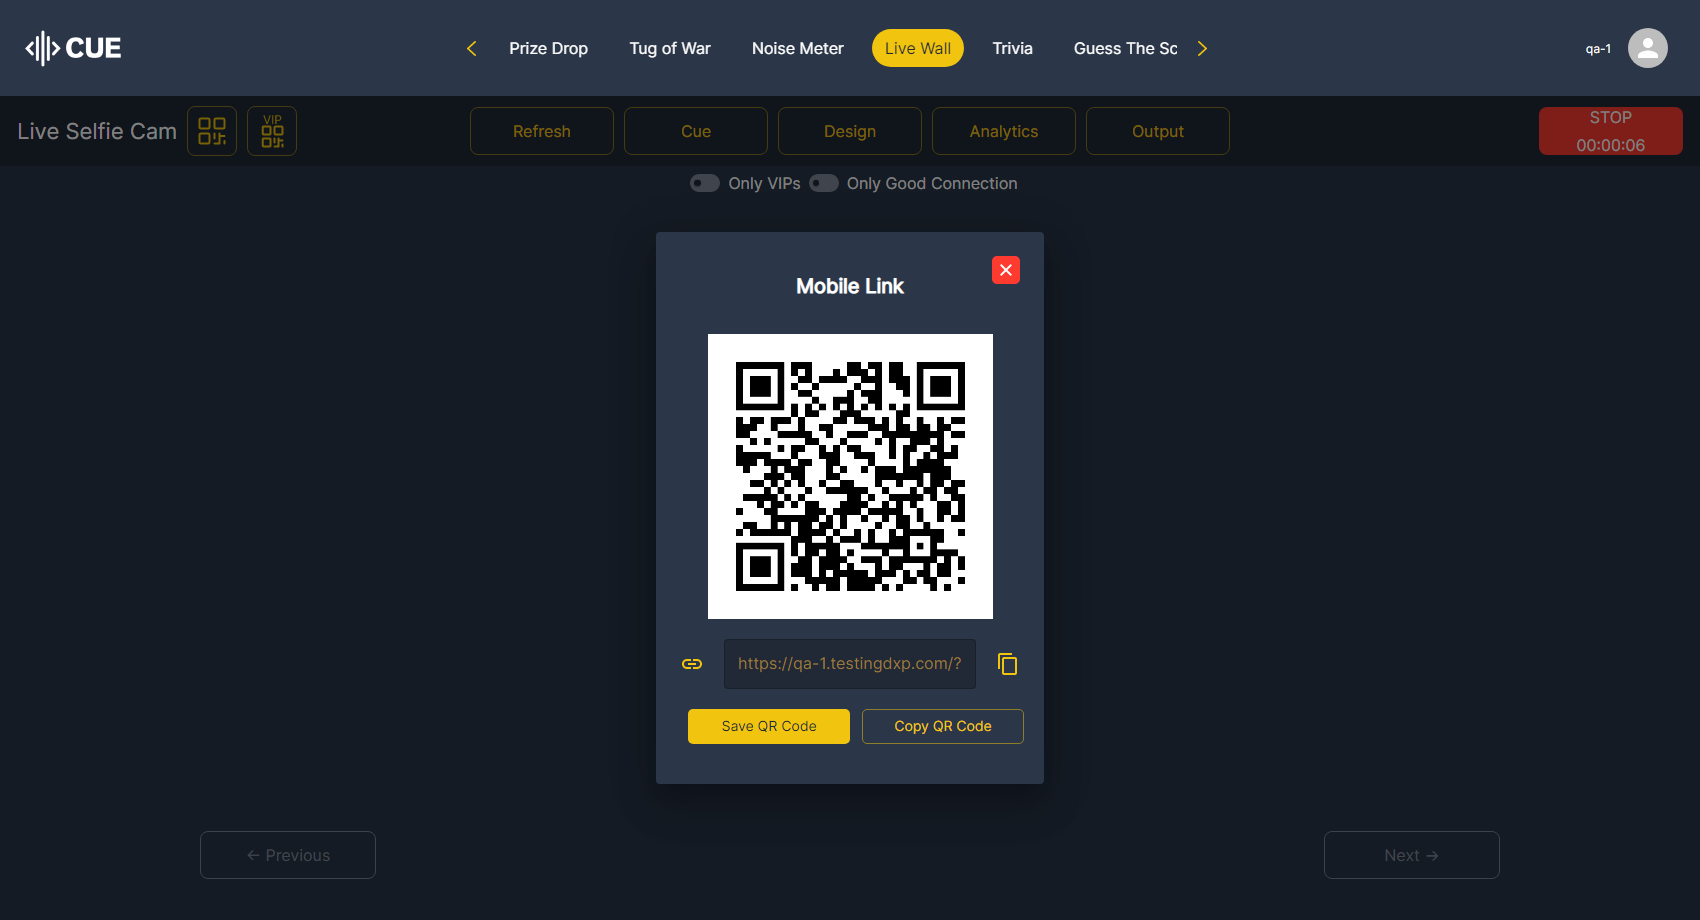 CUE
Prize Drop Tug of War Noise Meter Live Wall Trivia Guess The Sc
qa-1
Live Selfie Cam
VIP
Refresh Cue Design Analytics Output
STOP
00:00:06
Only VIPs Only Good Connection
Mobile Link
https://qa-1.testingdxp.com/?
Save QR Code Copy QR Code
← Previous Next →